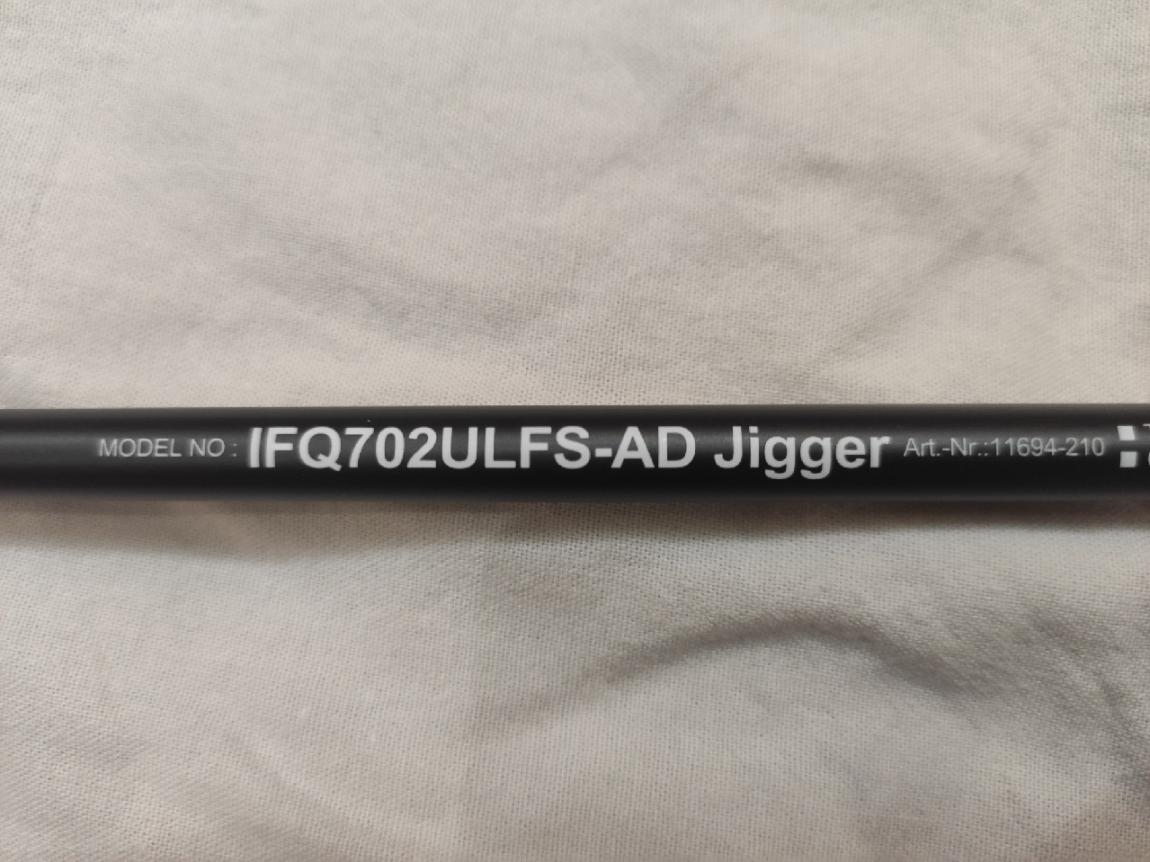 MODEL NO : IFQ702ULFS-AD Jigger Art.-Nr.:11694-210